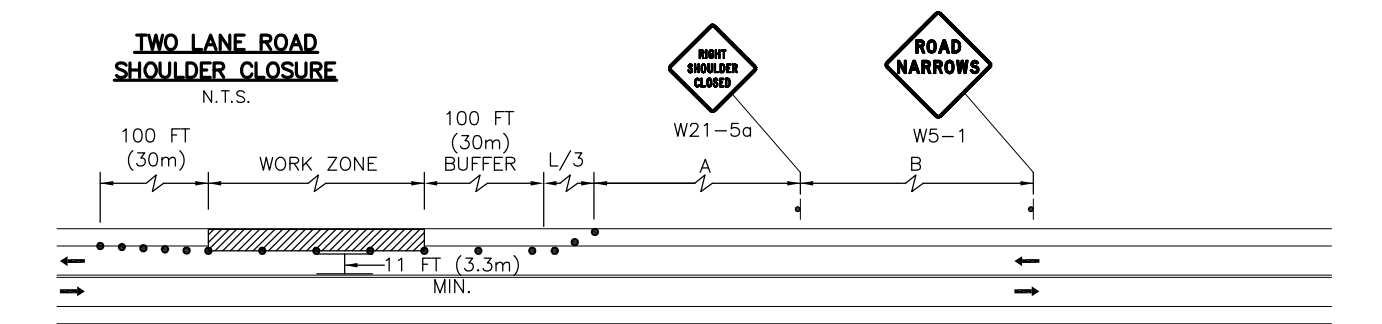 TWO LANE ROAD
SHOULDER CLOSURE
N.T.S.
RIGHT
SHOULDER
CLOSED
ROAD
NARROWS
W21-5a
W5-1
100 FT
(30m)
WORK ZONE
100 FT
(30m)
BUFFER
L/3
A
B
11 FT (3.3m)
MIN.